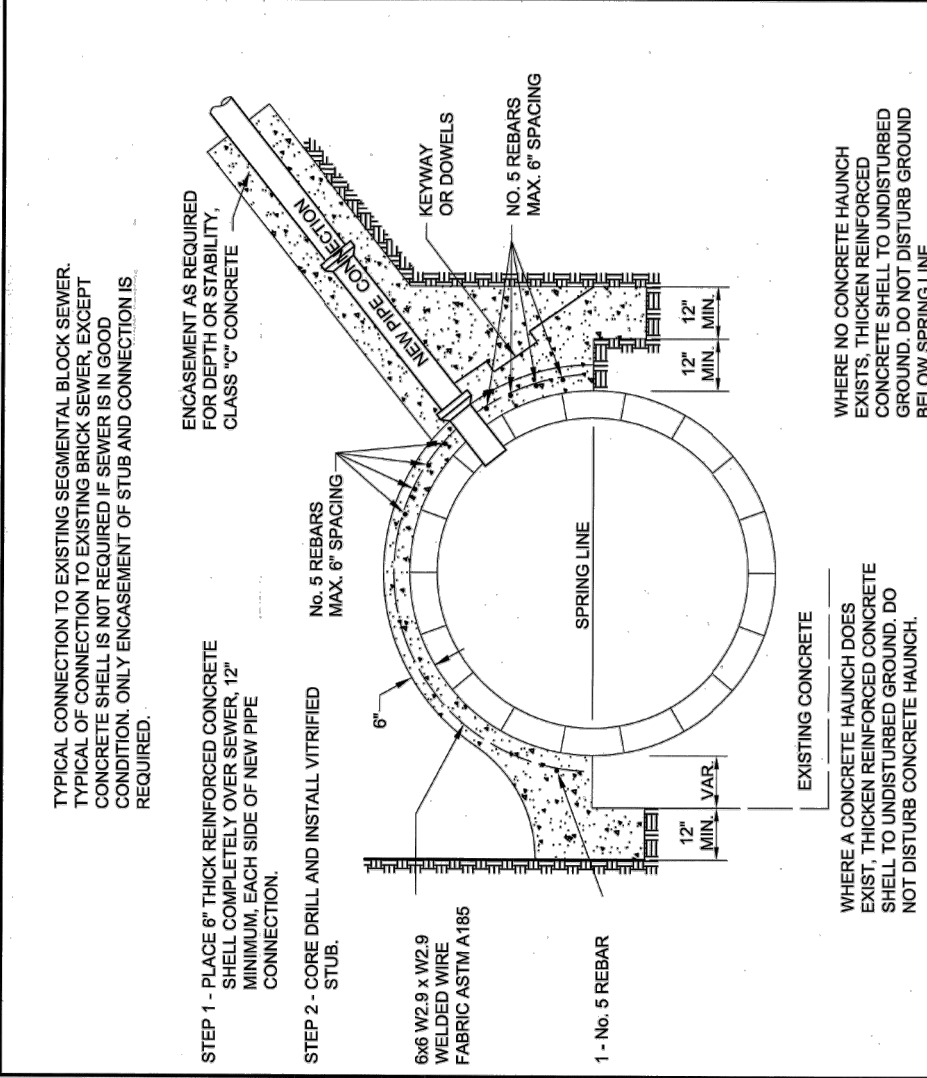 TYPICAL CONNECTION TO EXISTING SEGMENTAL BLOCK SEWER.
TYPICAL OF CONNECTION TO EXISTING BRICK SEWER, EXCEPT
CONCRETE SHELL IS NOT REQUIRED IF SEWER IS IN GOOD
CONDITION. ONLY ENCASEMENT OF STUB AND CONNECTION IS
REQUIRED.
STEP 1 - PLACE 6" THICK REINFORCED CONCRETE
SHELL COMPLETELY OVER SEWER, 12"
MINIMUM, EACH SIDE OF NEW PIPE
CONNECTION.
STEP 2 - CORE DRILL AND INSTALL VITRIFIED
STUB.
ENCASEMENT AS REQUIRED
FOR DEPTH OR STABILITY,
CLASS "C" CONCRETE
No. 5 REBARS
MAX. 6" SPACING
NEW PIPE CONNECTION
KEYWAY
OR DOWELS
NO. 5 REBARS
MAX. 6" SPACING
6"
6x6 W2.9 x W2.9
WELDED WIRE
FABRIC ASTM A185
1 - No. 5 REBAR
SPRING LINE
12"
MIN.
VAR.
12"
MIN.
12"
MIN.
EXISTING CONCRETE
WHERE A CONCRETE HAUNCH DOES
EXIST, THICKEN REINFORCED CONCRETE
SHELL TO UNDISTURBED GROUND. DO
NOT DISTURB CONCRETE HAUNCH.
WHERE NO CONCRETE HAUNCH
EXISTS, THICKEN REINFORCED
CONCRETE SHELL TO UNDISTURBED
GROUND. DO NOT DISTURB GROUND
BELOW SPRING LINE